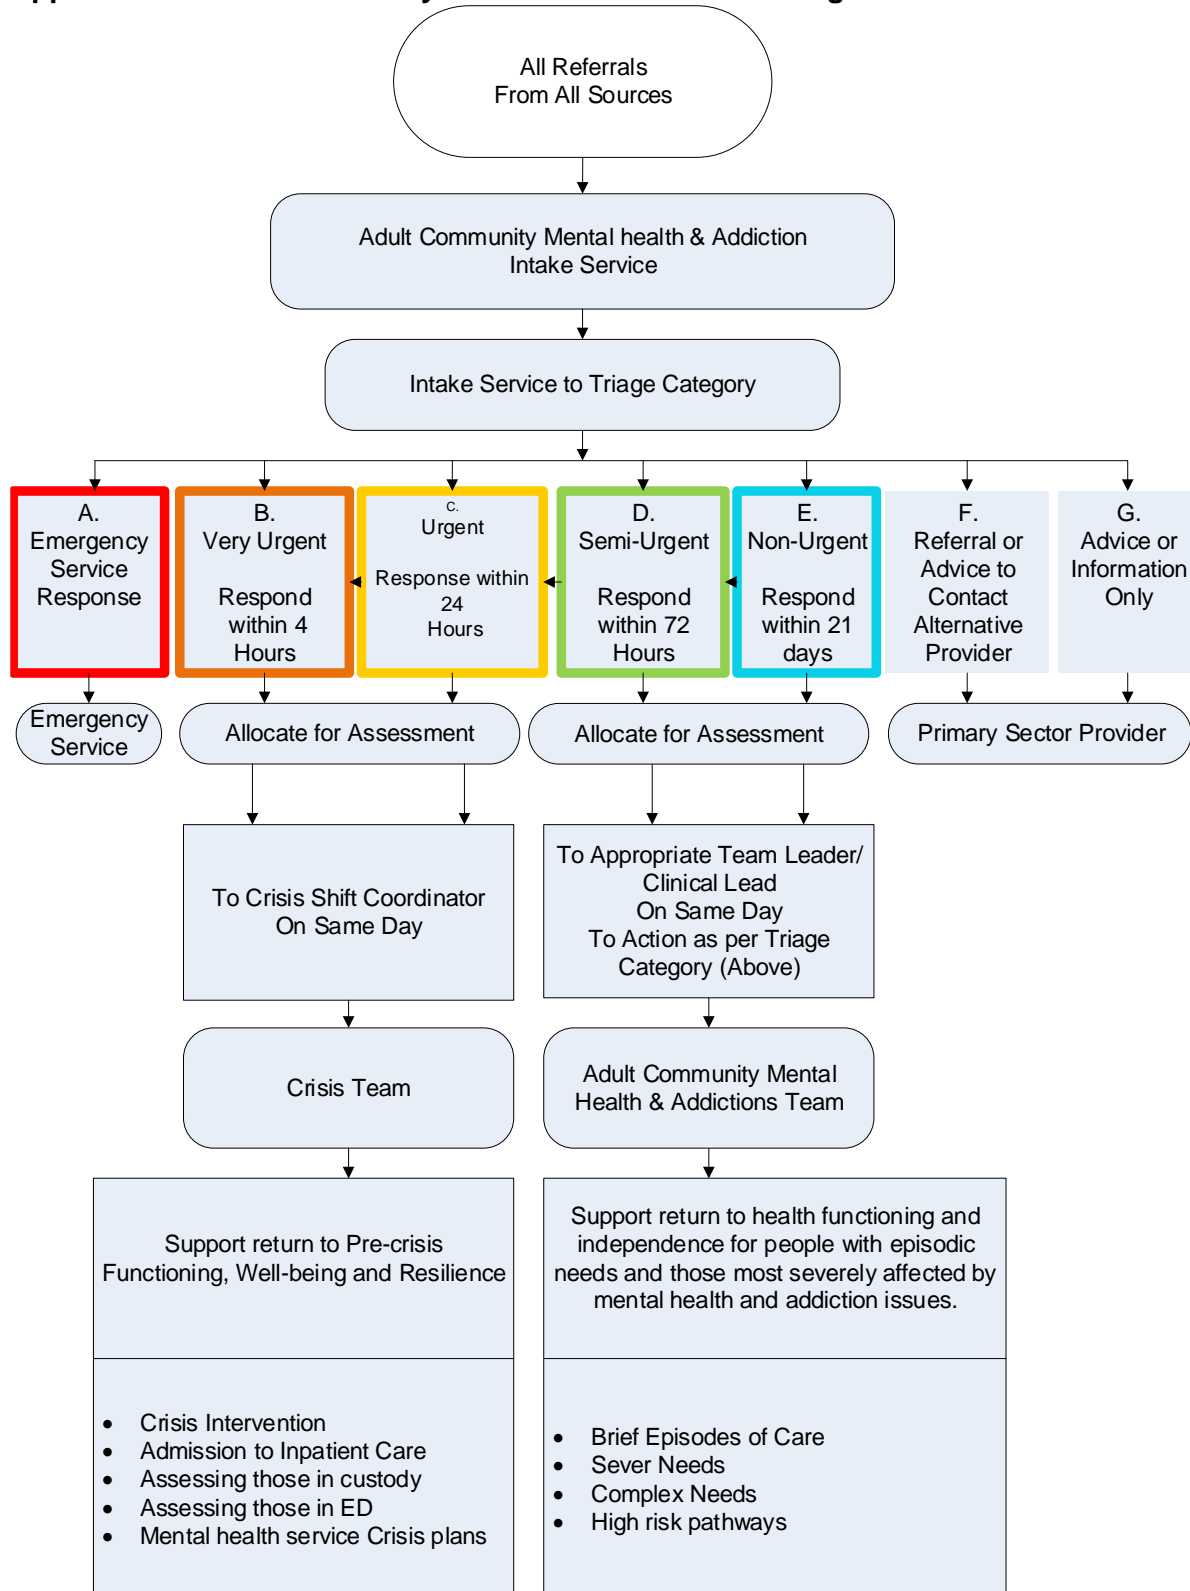 All Referrals
From All Sources
Adult Community Mental health & Addiction
Intake Service
Intake Service to Triage Category
A.
Emergency
Service
Response
B.
Very Urgent
Respond
within 4
Hours
C.
Urgent
Response within
24
Hours
D.
Semi-Urgent
Respond
within 72
Hours
E.
Non-Urgent
Respond
within 21
days
F.
Referral or
Advice to
Contact
Alternative
Provider
G.
Advice or
Information
Only
Emergency
Service
Allocate for Assessment
Allocate for Assessment
Primary Sector Provider
To Crisis Shift Coordinator
On Same Day
To Appropriate Team Leader/
Clinical Lead
On Same Day
To Action as per Triage
Category (Above)
Crisis Team
Adult Community Mental
Health & Addictions Team
Support return to Pre-crisis
Functioning, Well-being and Resilience
Support return to health functioning and
independence for people with episodic
needs and those most severely affected by
mental health and addiction issues.
• Crisis Intervention
• Admission to Inpatient Care
• Assessing those in custody
• Assessing those in ED
• Mental health service Crisis plans
• Brief Episodes of Care
• Sever Needs
• Complex Needs
• High risk pathways